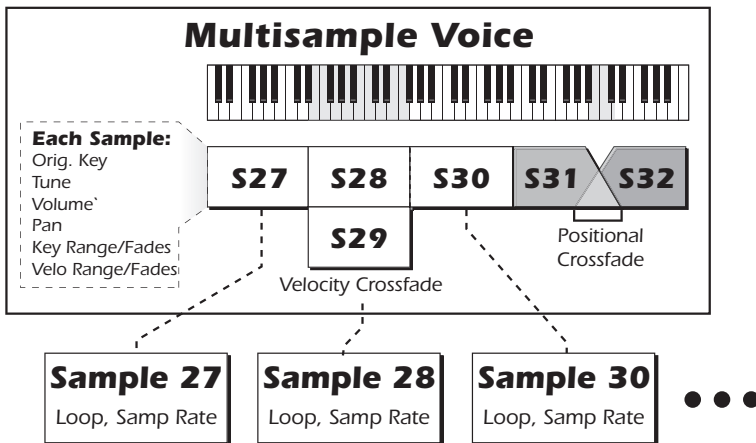 Multisample Voice
Each Sample:
Orig. Key
Tune
Volume`
Pan
Key Range/Fades
Velo Range/Fades
S27
S28
S30
S31
S32
S29
Positional
Crossfade
Velocity Crossfade
Sample 27
Loop, Samp Rate
Sample 28
Loop, Samp Rate
Sample 30
Loop, Samp Rate